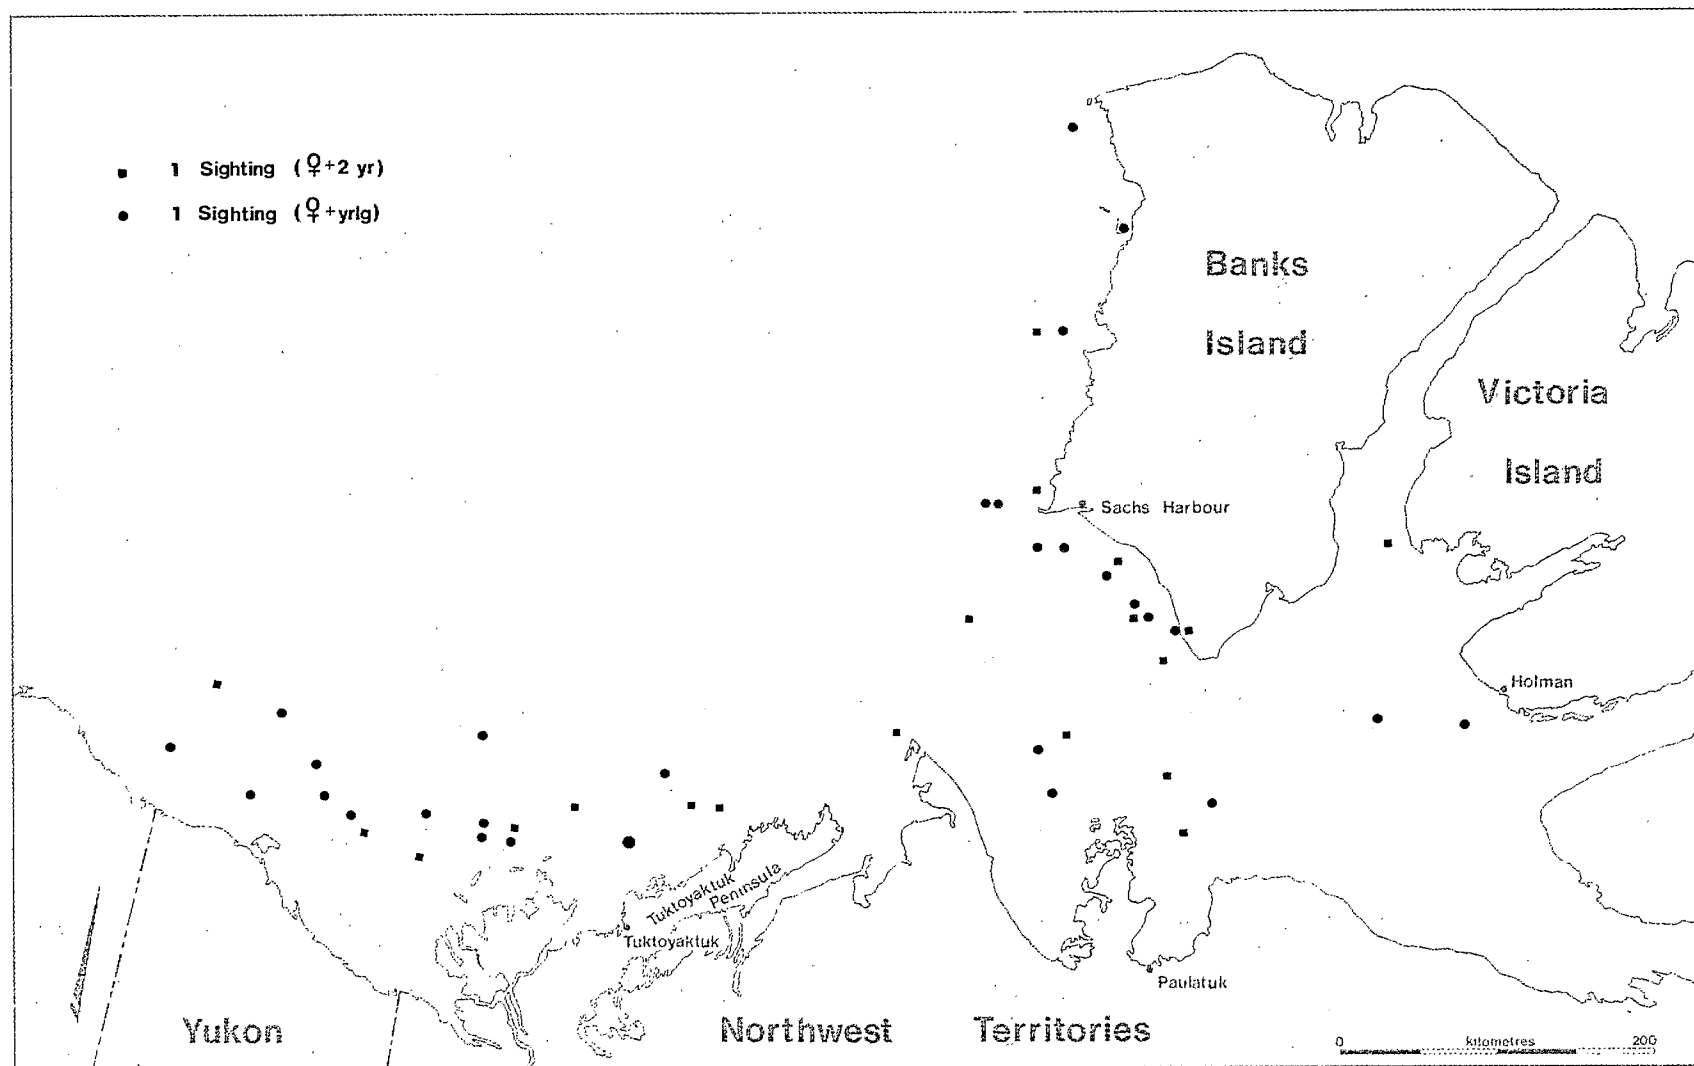 1 Sighting (♀+2 yr)
1 Sighting (♀+yrlg)
Banks
Island
Victoria
Island
Sachs Harbour
Holman
Tuktoyaktuk
Peninsula
Tuktoyaktuk
Paulatuk
Yukon
Northwest Territories
0 kilometres 200